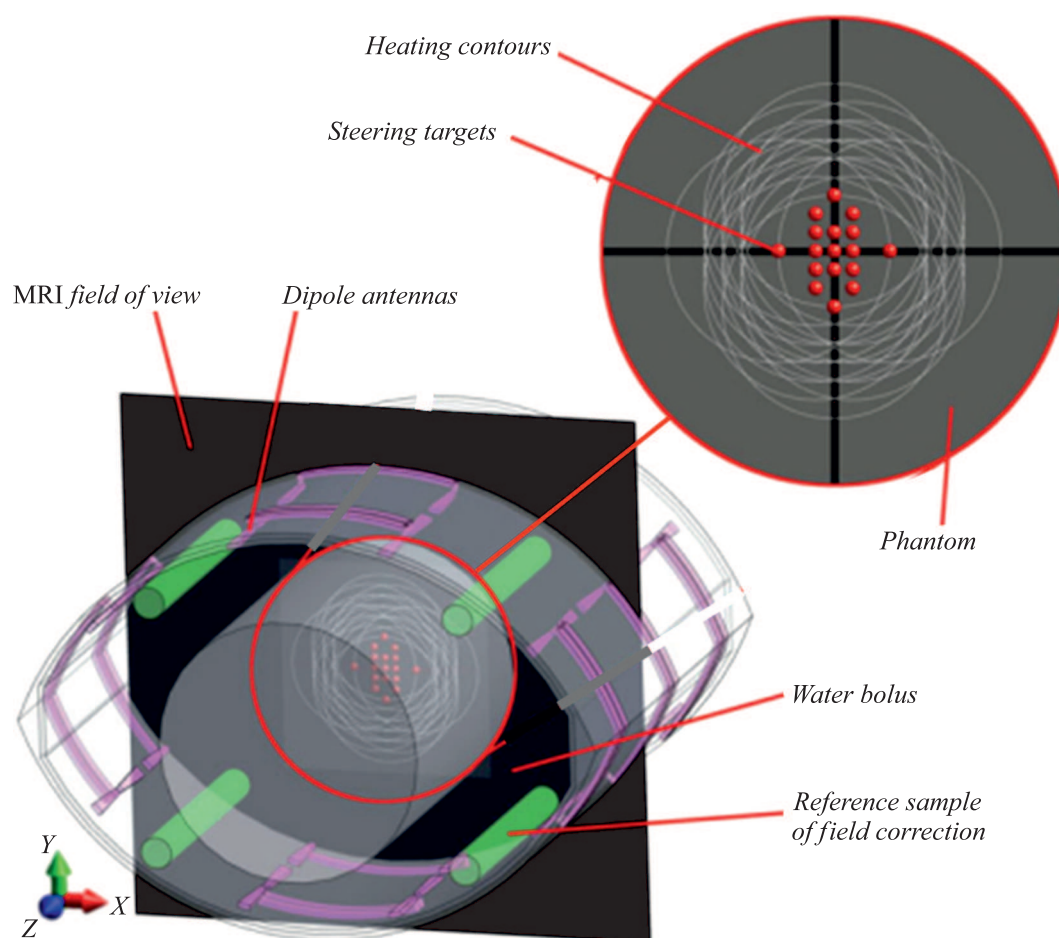 Heating contours
Steering targets
MRI field of view
Dipole antennas
Phantom
Water bolus
Reference sample
of field correction
Y
X
Z